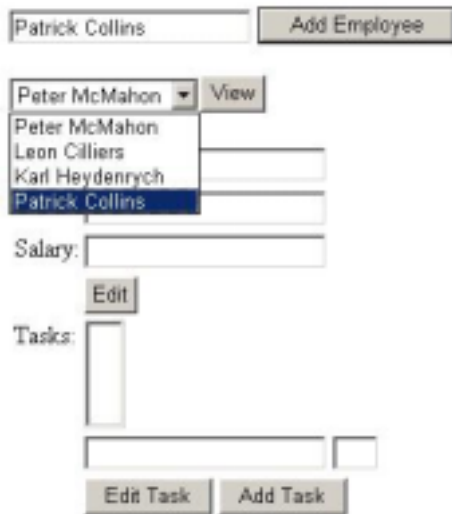 Patrick Collins Add Employee
Peter McMahon View
Peter McMahon
Leon Cilliers
Karl Heydenrych
Patrick Collins
Salary:
Edit
Tasks:
Edit Task Add Task